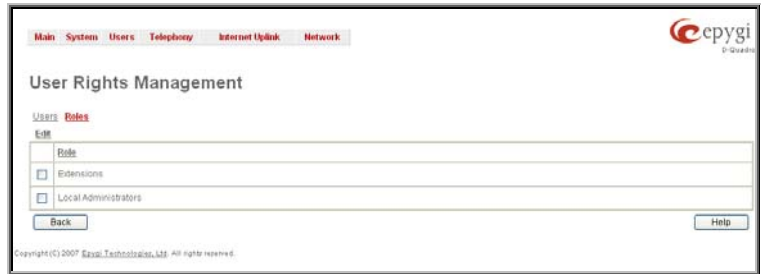 Main System Users Telephony Internet Uplink Network
epygi
D-Quadro
User Rights Management
Users Roles
Edit
Role
Extensions
Local Administrators
Back Help
Copyright (C) 2007 Epygi Technologies, Ltd. All rights reserved.